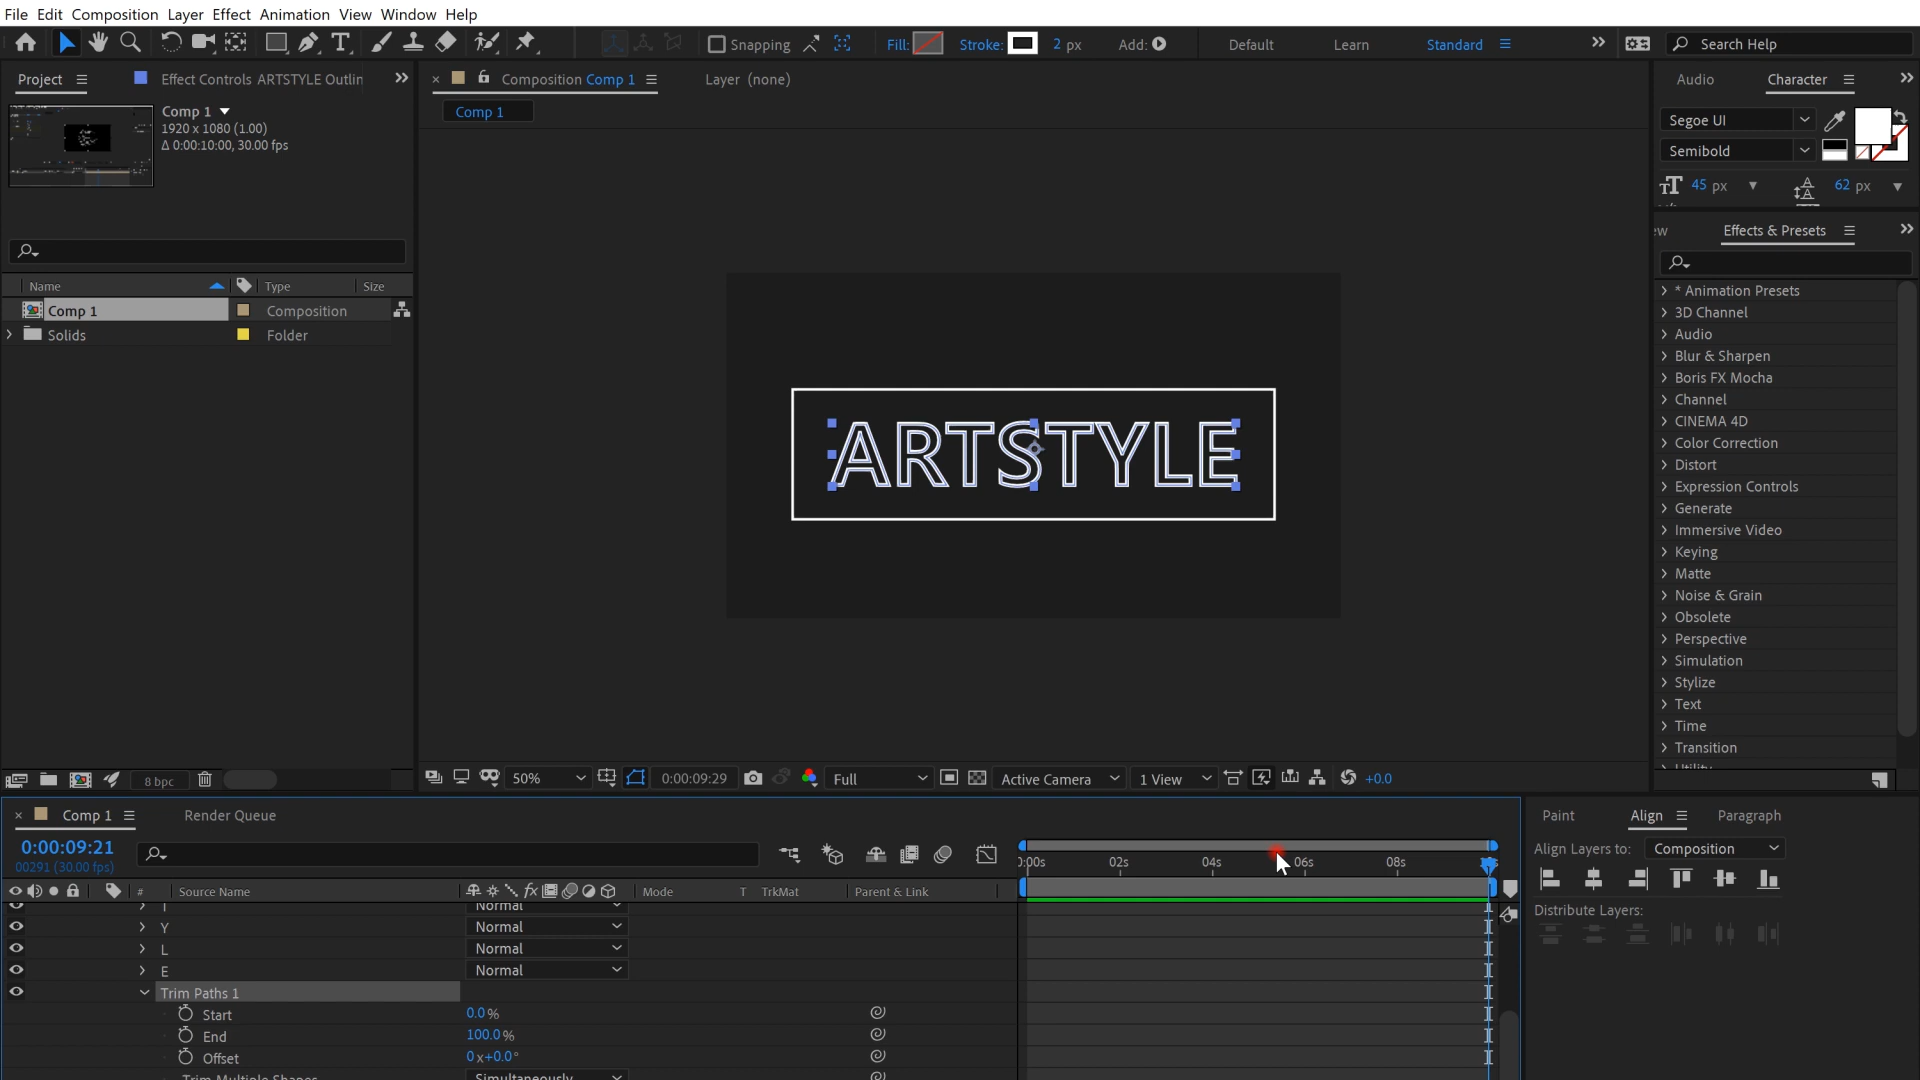 File Edit Composition Layer Effect Animation View Window Help
Snapping Fill: Stroke: 2 px Add: Default Learn Standard Search Help
Project Effect Controls ARTSTYLE Outlin Composition Comp 1 Layer (none) Audio Character
Comp 1
1920 x 1080 (1.00)
Δ 0:00:10:00, 30.00 fps
Comp 1
Segoe UI
Semibold
45 px 62 px
Effects & Presets
Name Type Size
Comp 1 Composition
Solids Folder
* Animation Presets
3D Channel
Audio
Blur & Sharpen
Boris FX Mocha
Channel
CINEMA 4D
Color Correction
Distort
Expression Controls
Generate
Immersive Video
Keying
Matte
Noise & Grain
Obsolete
Perspective
Simulation
Stylize
Text
Time
Transition
ARTSTYLE
8 bpc 50% 0:00:09:29 Full Active Camera 1 View +0.0
Comp 1 Render Queue
0:00:09:21
00291 (30.00 fps)
02s 04s 06s 08s
# Source Name Mode T TrkMat Parent & Link
T Normal
Y Normal
L Normal
E Normal
Trim Paths 1
Start 0.0%
End 100.0%
Offset 0x+0.0°
Trim Multiple Shapes Simultaneously
Paint Align Paragraph
Align Layers to: Composition
Distribute Layers: